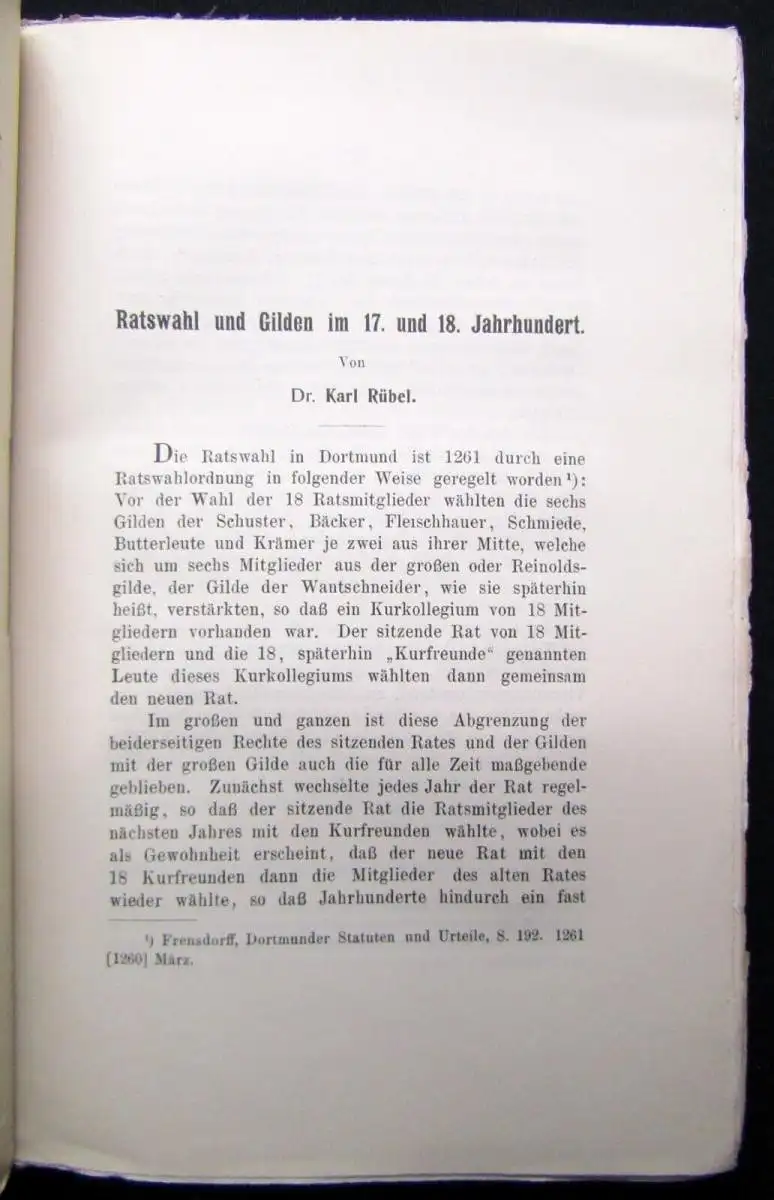 Ratswahl und Gilden im 17. und 18. Jahrhundert.
Von
Dr. Karl Rübel.
Die Ratswahl in Dortmund ist 1261 durch eine
Ratswahlordnung in folgender Weise geregelt worden¹):
Vor der Wahl der 18 Ratsmitglieder wählten die sechs
Gilden der Schuster, Bäcker, Fleischhauer, Schmiede,
Butterleute und Krämer je zwei aus ihrer Mitte, welche
sich um sechs Mitglieder aus der großen oder Reinolds-
gilde, der Gilde der Wantschneider, wie sie späterhin
heißt, verstärkten, so daß ein Kurkollegium von 18 Mit-
gliedern vorhanden war. Der sitzende Rat von 18 Mit-
gliedern und die 18, späterhin „Kurfreunde“ genannten
Leute dieses Kurkollegiums wählten dann gemeinsam
den neuen Rat.
Im großen und ganzen ist diese Abgrenzung der
beiderseitigen Rechte des sitzenden Rates und der Gilden
mit der großen Gilde auch die für alle Zeit maßgebende
geblieben. Zunächst wechselte jedes Jahr der Rat regel-
mäßig, so daß der sitzende Rat die Ratsmitglieder des
nächsten Jahres mit den Kurfreunden wählte, wobei es
als Gewohnheit erscheint, daß der neue Rat mit den
18 Kurfreunden dann die Mitglieder des alten Rates
wieder wählte, so daß Jahrhunderte hindurch ein fast
¹) Frensdorff, Dortmunder Statuten und Urteile, S. 192. 1261
[1260] März.